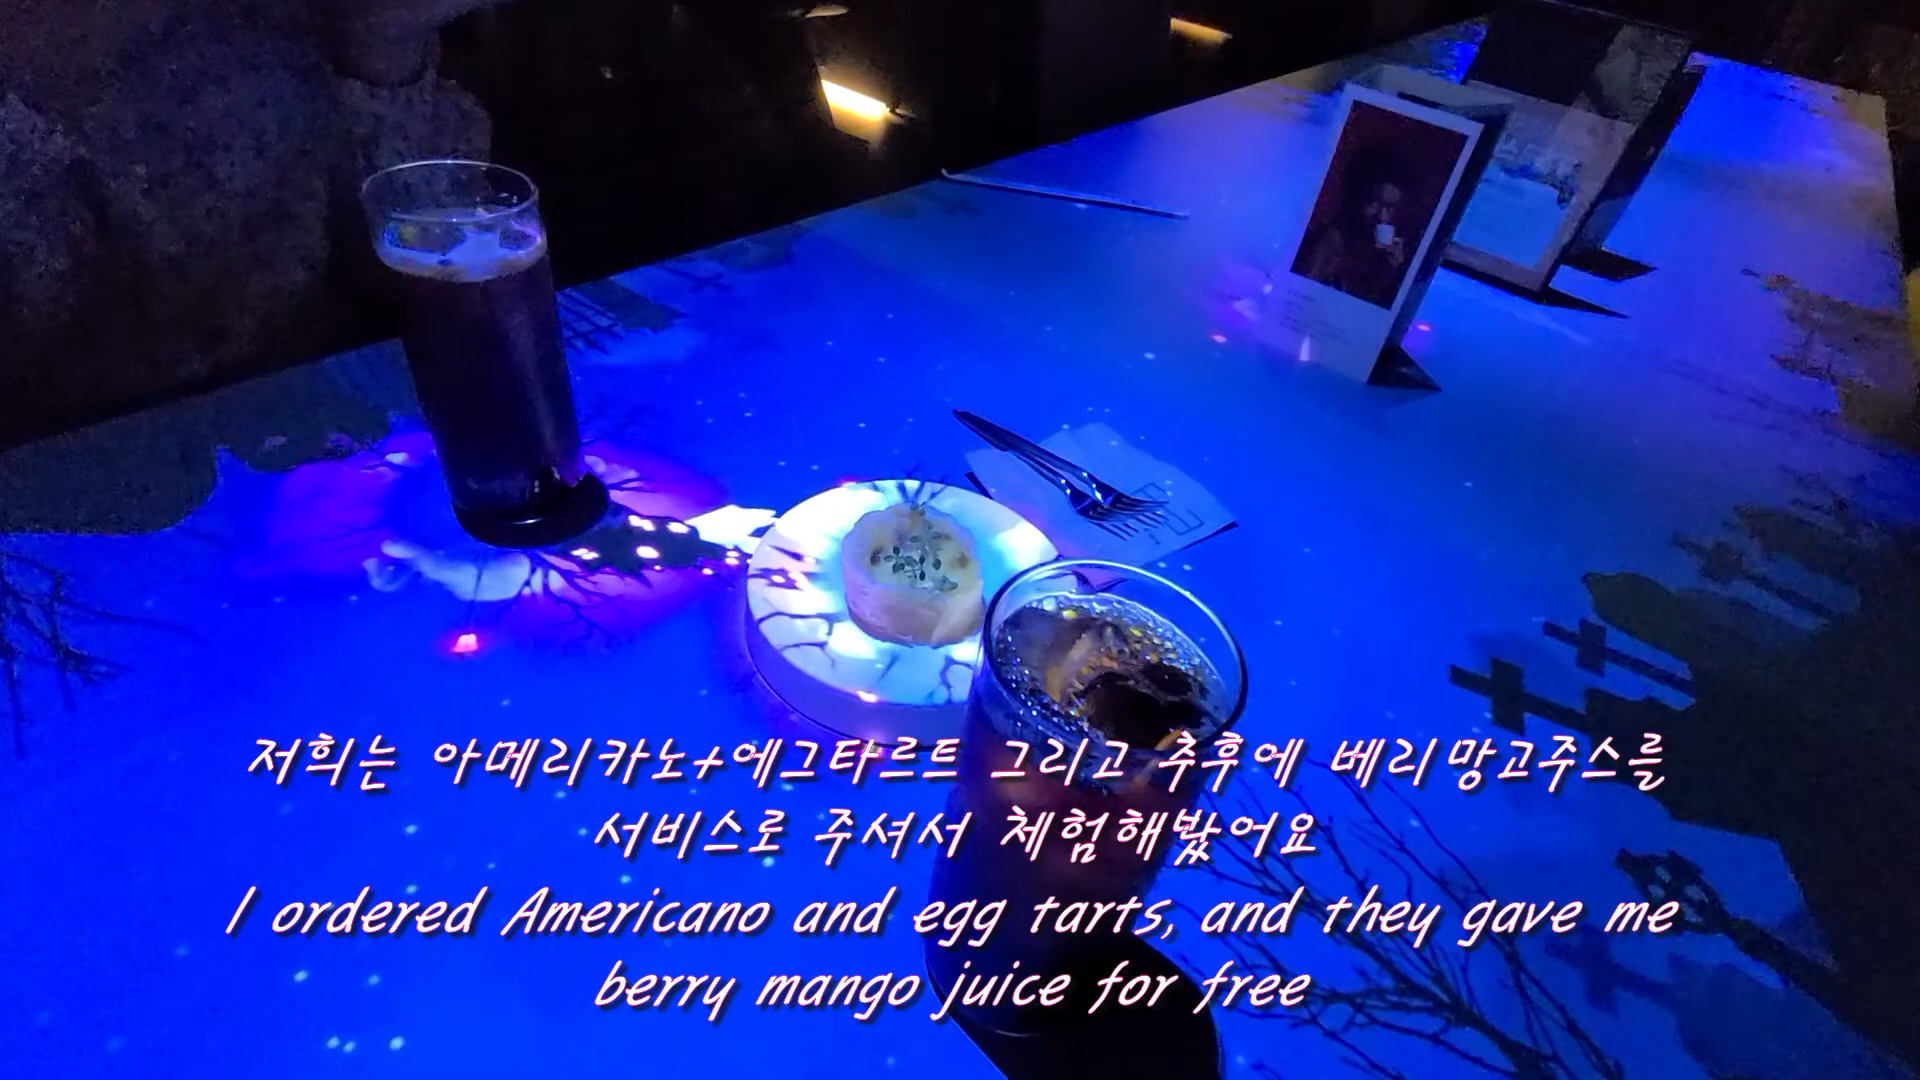 저희는 아메리카노+에그타르트 그리고 추후에 베리망고주스를
서비스로 주셔서 체험해봤어요
I ordered Americano and egg tarts, and they gave me
berry mango juice for free